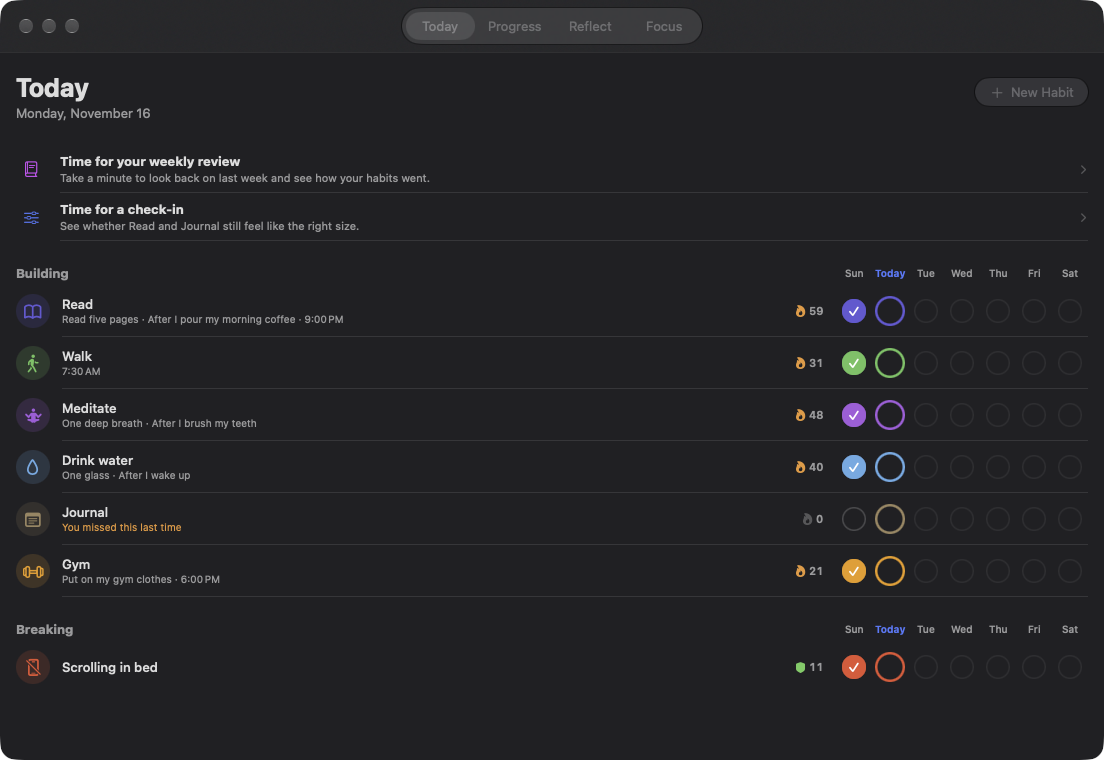 Today Progress Reflect Focus
Today
Monday, November 16
+ New Habit
Time for your weekly review
Take a minute to look back on last week and see how your habits went.
Time for a check-in
See whether Read and Journal still feel like the right size.
Building Sun Today Tue Wed Thu Fri Sat
Read
Read five pages · After I pour my morning coffee · 9:00 PM
59
Walk
7:30 AM
31
Meditate
One deep breath · After I brush my teeth
48
Drink water
One glass · After I wake up
40
Journal
You missed this last time
0
Gym
Put on my gym clothes · 6:00 PM
21
Breaking Sun Today Tue Wed Thu Fri Sat
Scrolling in bed
11